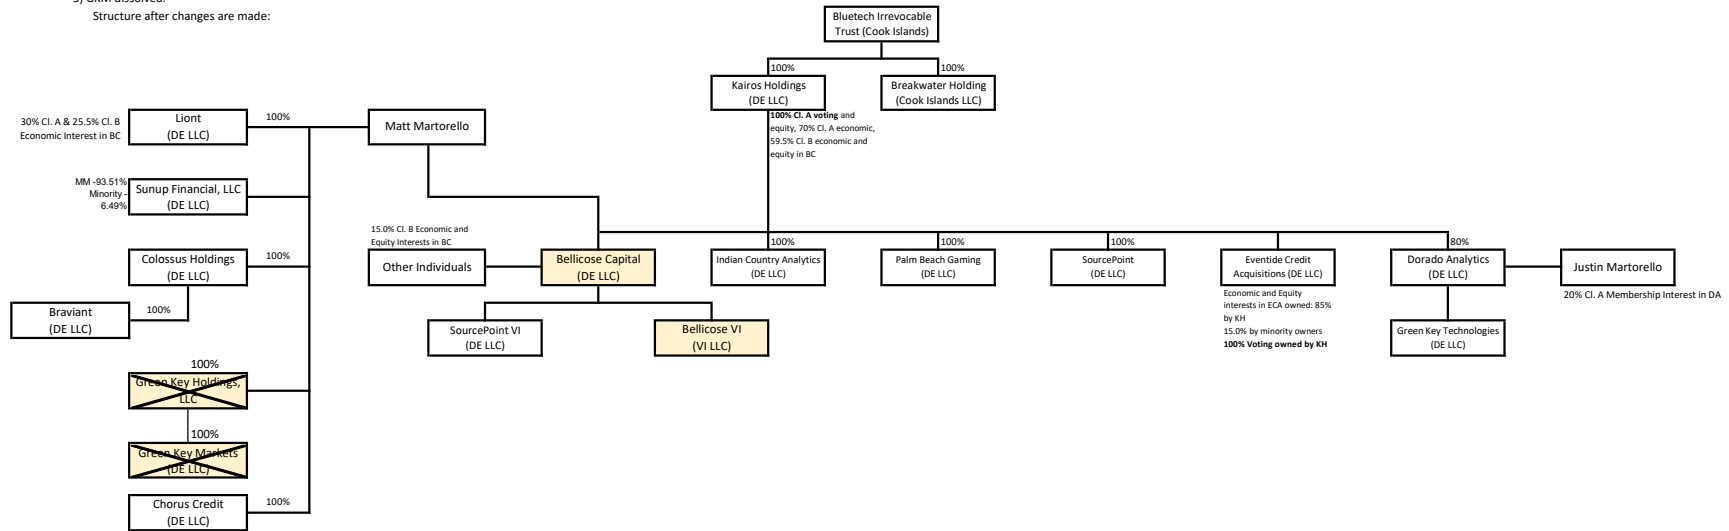 Structure after changes are made:
Bluetech Irrevocable
Trust (Cook Islands)
100%
100%
Kairos Holdings
(DE LLC)
Breakwater Holding
(Cook Islands LLC)
100% Cl. A voting and
equity, 70% Cl. A economic,
59.5% Cl. B economic and
equity in BC
30% Cl. A & 25.5% Cl. B
Economic Interest in BC
Liont
(DE LLC)
100%
Matt Martorello
MM -93.51%
Minority -
6.49%
Sunup Financial, LLC
(DE LLC)
15.0% Cl. B Economic and
Equity Interests in BC
Colossus Holdings
(DE LLC)
100%
Other Individuals
Bellicose Capital
(DE LLC)
100%
Indian Country Analytics
(DE LLC)
100%
Palm Beach Gaming
(DE LLC)
100%
SourcePoint
(DE LLC)
Eventide Credit
Acquisitions (DE LLC)
80%
Dorado Analytics
(DE LLC)
Justin Martorello
20% Cl. A Membership Interest in DA
Economic and Equity
interests in ECA owned: 85%
by KH
15.0% by minority owners
100% Voting owned by KH
Braviant
(DE LLC)
100%
SourcePoint VI
(DE LLC)
Bellicose VI
(VI LLC)
Green Key Technologies
(DE LLC)
100%
Green Key Holdings,
LLC
100%
Green Key Markets
(DE LLC)
Chorus Credit
(DE LLC)
100%